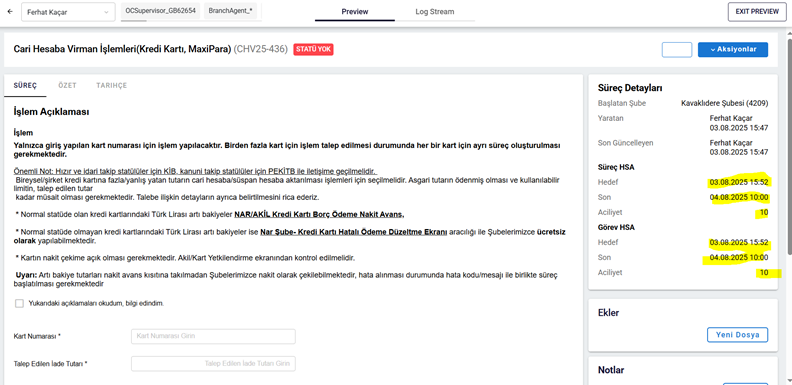 Ferhat Kaçar
OCSupervisor_GB62654
BranchAgent_*
Preview
Log Stream
EXIT PREVIEW
Cari Hesaba Virman İşlemleri(Kredi Kartı, MaxiPara) (CHV25-436) STATÜ YOK
Aksiyonlar
SÜREÇ
ÖZET
TARİHÇE
İşlem Açıklaması
İşlem
Yalnızca giriş yapılan kart numarası için işlem yapılacaktır. Birden fazla kart için işlem talep edilmesi durumunda her bir kart için ayrı süreç oluşturulması
gerekmektedir.
Önemli Not: Hızır ve idari takip statülüler için KİB, kanuni takip statülüler için PEKİTB ile iletişime geçilmelidir.
Bireysel/şirket kredi kartına fazla/yanlış yatan tutarın cari hesaba/süspan hesaba aktarılması işlemleri için seçilmelidir. Asgari tutarın ödenmiş olması ve kullanılabilir
limitin, talep edilen tutar
kadar müsait olması gerekmektedir. Talebe ilişkin detayların ayrıca belirtilmesini rica ederiz.
* Normal statüde olan kredi kartlarındaki Türk Lirası artı bakiyeler NAR/AKİL Kredi Kartı Borç Ödeme Nakit Avans,
* Normal statüde olmayan kredi kartlarındaki Türk Lirası artı bakiyeler ise Nar Şube- Kredi Kartı Hatalı Ödeme Düzeltme Ekranı aracılığı ile Şubelerimizce ücretsiz
olarak yapılabilmektedir.
* Kartın nakit çekime açık olması gerekmektedir. Akil/Kart Yetkilendirme ekranından kontrol edilmelidir.
Uyarı: Artı bakiye tutarları nakit avans kısıtına takılmadan Şubelerimizce nakit olarak çekilebilmektedir, hata alınması durumunda hata kodu/mesajı ile birlikte süreç
başlatılması gerekmektedir
Yukarıdaki açıklamaları okudum, bilgi edindim.
Kart Numarası *
Kart Numarası Girin
Talep Edilen İade Tutarı *
Talep Edilen İade Tutarı Girin
Süreç Detayları
Başlatan Şube
Kavaklıdere Şubesi (4209)
Yaratan
Ferhat Kaçar
03.08.2025 15:47
Son Güncelleyen
Ferhat Kaçar
03.08.2025 15:47
Süreç HSA
Hedef
03.08.2025 15:52
Son
04.08.2025 10:00
Aciliyet
10
Görev HSA
Hedef
03.08.2025 15:52
Son
04.08.2025 10:00
Aciliyet
10
Ekler
Yeni Dosya
Notlar